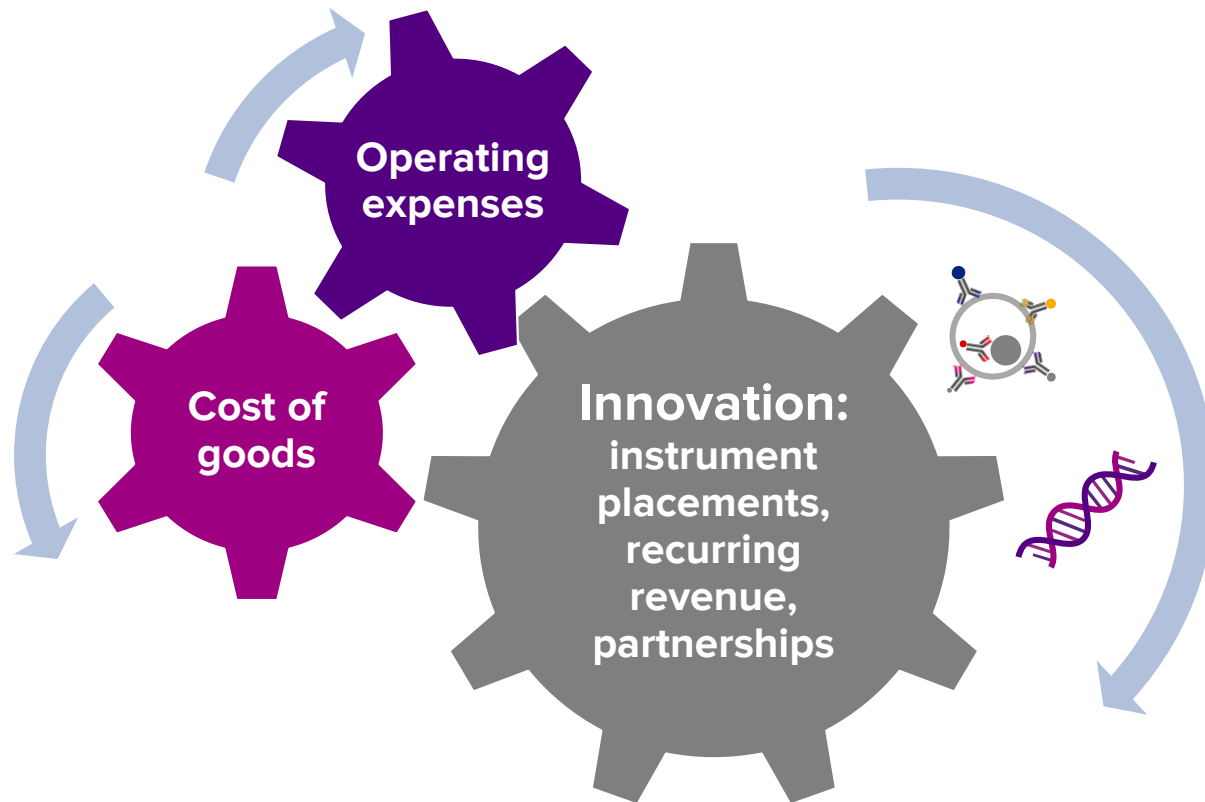 Operating
expenses
Cost of
goods
Innovation:
instrument
placements,
recurring
revenue,
partnerships